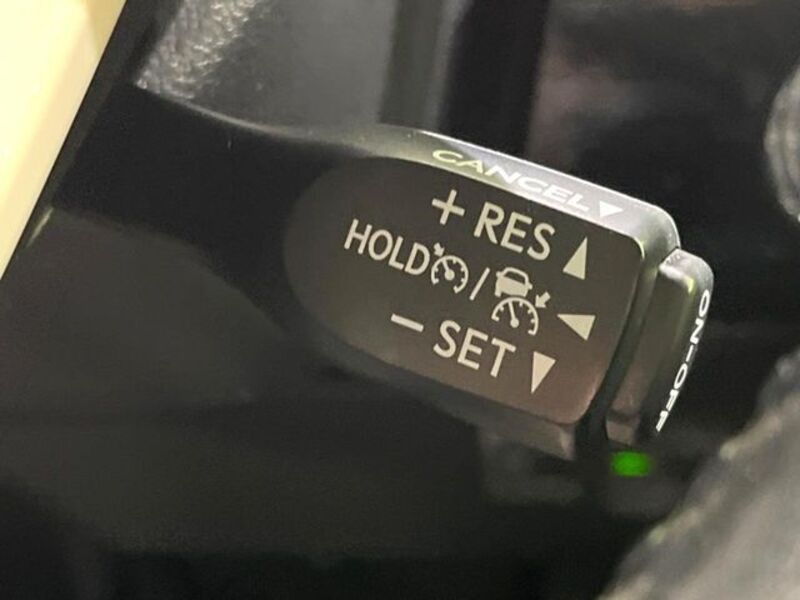 CANCEL▼
+ RES ▲
HOLD / ◀
− SET ▼
ON–OFF